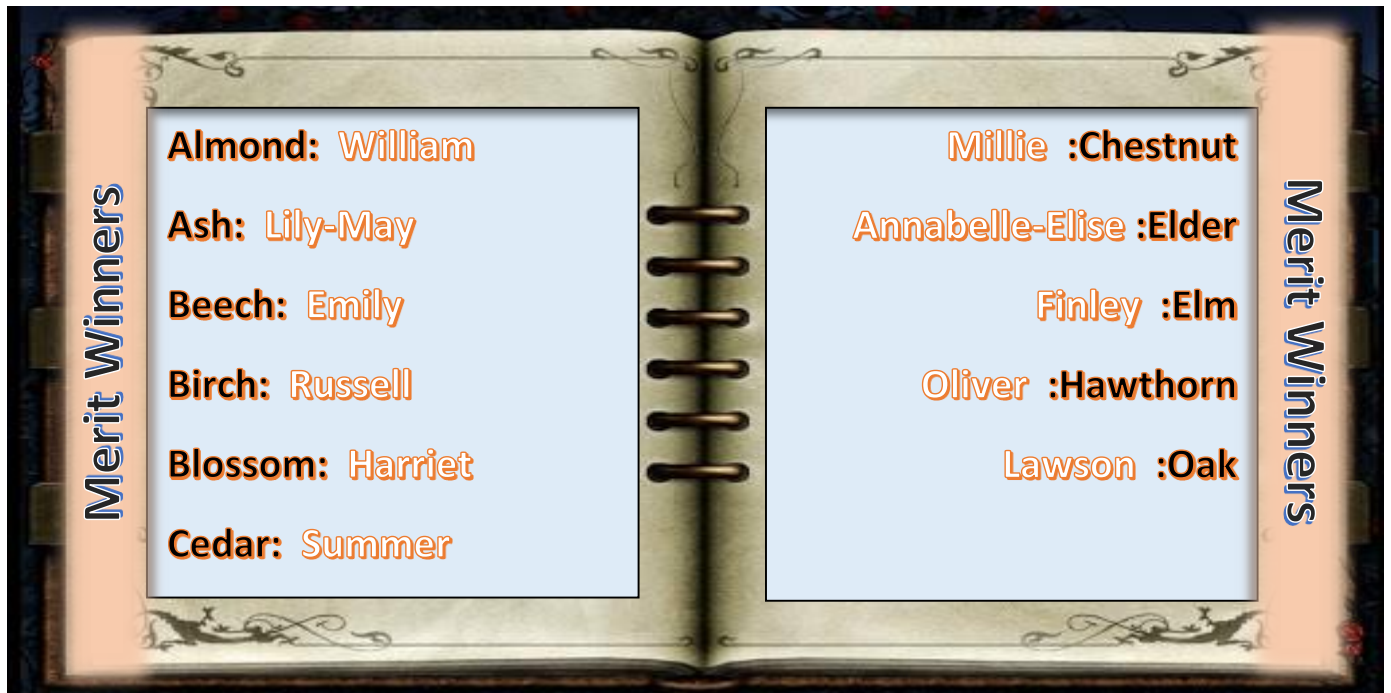 Merit Winners
Almond: William
Ash: Lily-May
Beech: Emily
Birch: Russell
Blossom: Harriet
Cedar: Summer
Millie :Chestnut
Annabelle-Elise :Elder
Finley :Elm
Oliver :Hawthorn
Lawson :Oak
Merit Winners